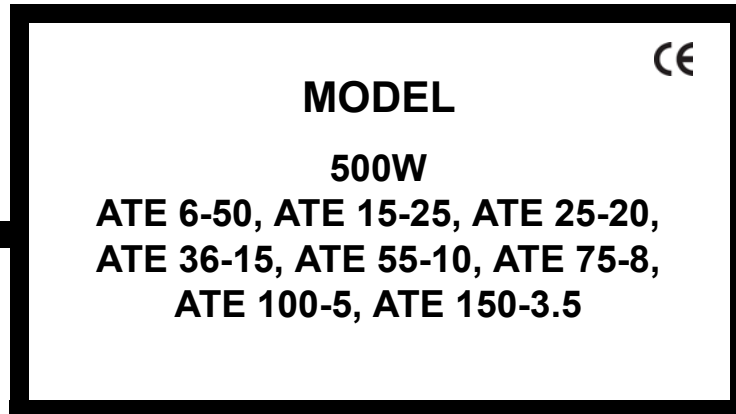 CE
MODEL
500W
ATE 6-50, ATE 15-25, ATE 25-20,
ATE 36-15, ATE 55-10, ATE 75-8,
ATE 100-5, ATE 150-3.5